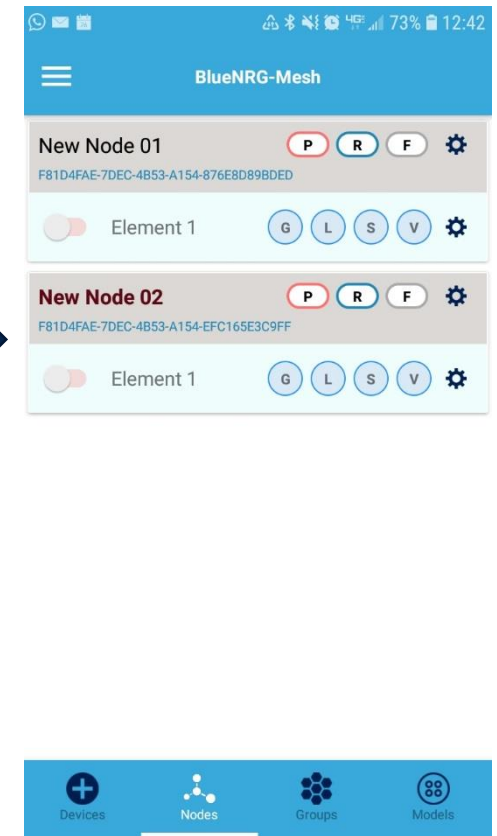 4GE 73% 12:42
BlueNRG-Mesh
New Node 01 P R F
F81D4FAE-7DEC-4B53-A154-876E8D89BDED
Element 1 G L S V
New Node 02 P R F
F81D4FAE-7DEC-4B53-A154-EFC165E3C9FF
Element 1 G L S V
Devices Nodes Groups Models